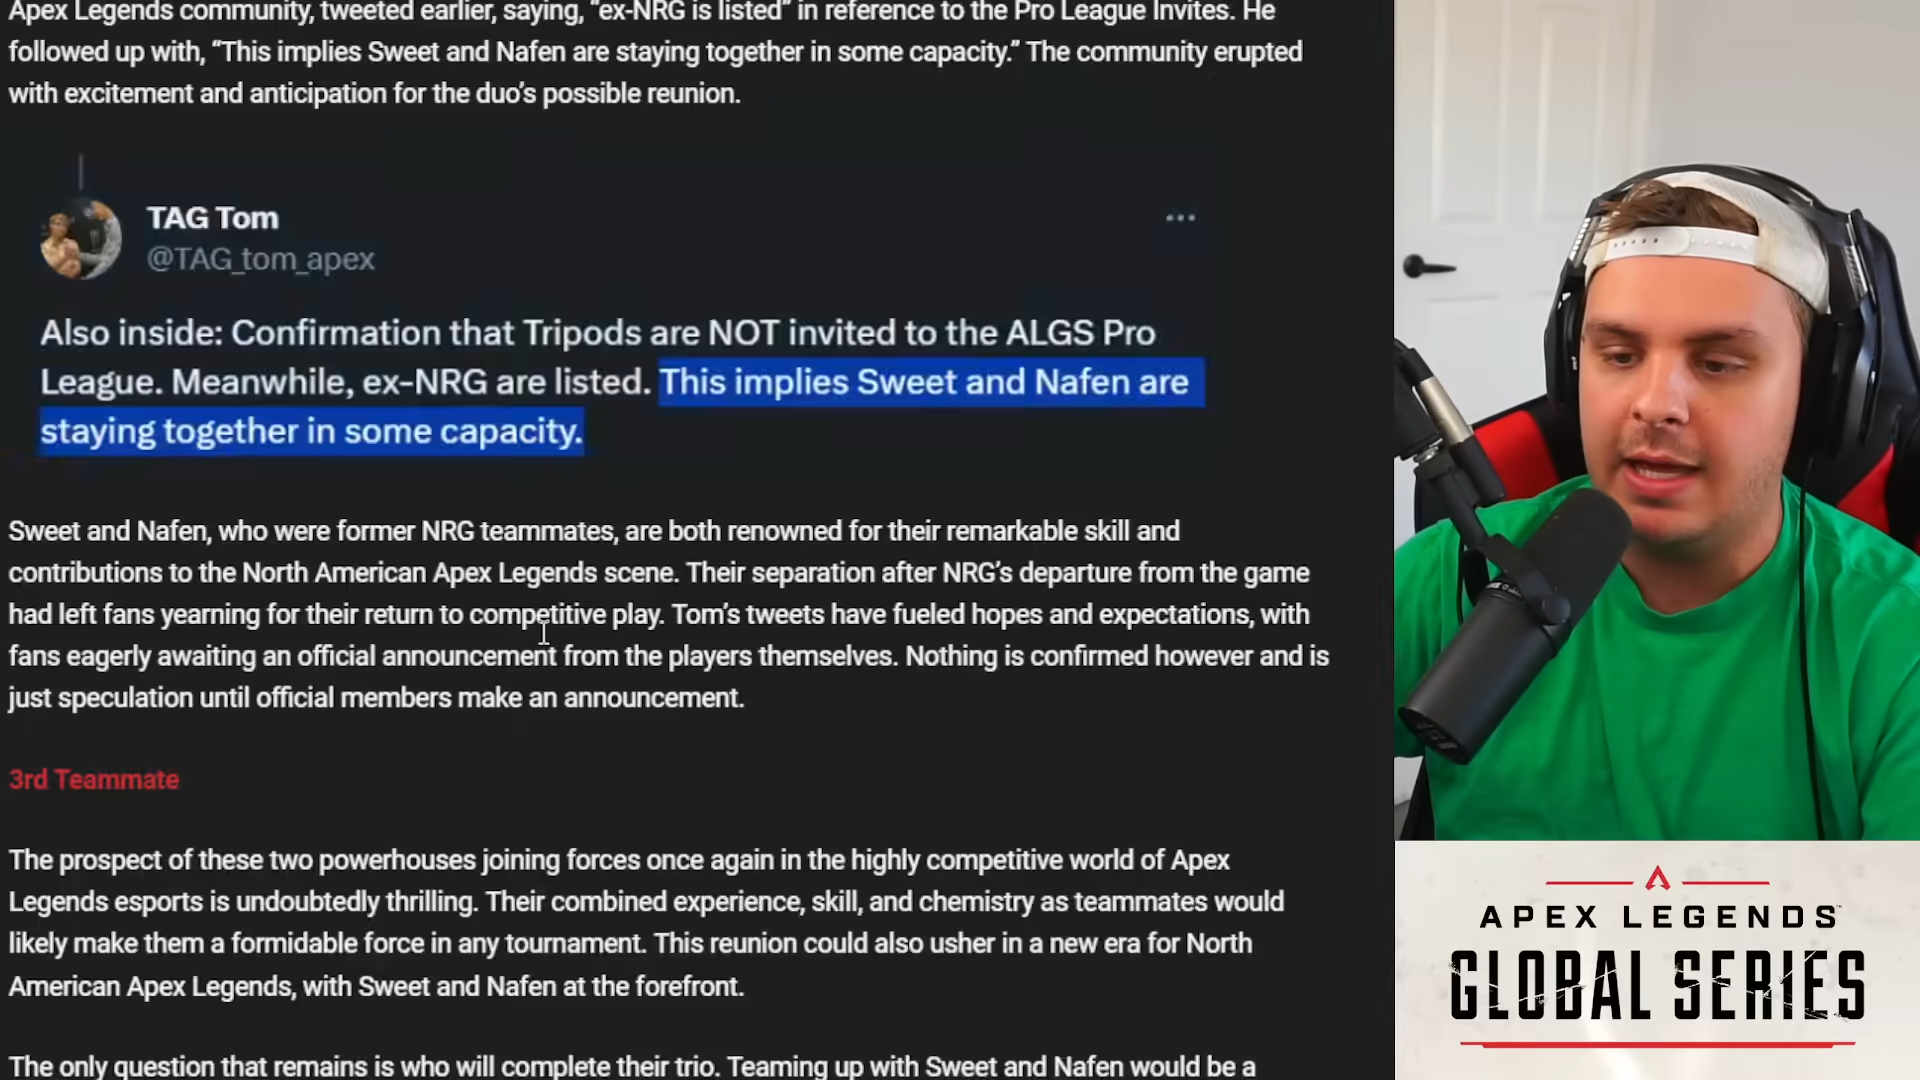 Apex Legends community, tweeted earlier, saying, “ex-NRG is listed” in reference to the Pro League Invites. He
followed up with, “This implies Sweet and Nafen are staying together in some capacity.” The community erupted
with excitement and anticipation for the duo’s possible reunion.
TAG Tom
@TAG_tom_apex
Also inside: Confirmation that Tripods are NOT invited to the ALGS Pro
League. Meanwhile, ex-NRG are listed. This implies Sweet and Nafen are
staying together in some capacity.
Sweet and Nafen, who were former NRG teammates, are both renowned for their remarkable skill and
contributions to the North American Apex Legends scene. Their separation after NRG’s departure from the game
had left fans yearning for their return to competitive play. Tom’s tweets have fueled hopes and expectations, with
fans eagerly awaiting an official announcement from the players themselves. Nothing is confirmed however and is
just speculation until official members make an announcement.
3rd Teammate
The prospect of these two powerhouses joining forces once again in the highly competitive world of Apex
Legends esports is undoubtedly thrilling. Their combined experience, skill, and chemistry as teammates would
likely make them a formidable force in any tournament. This reunion could also usher in a new era for North
American Apex Legends, with Sweet and Nafen at the forefront.
The only question that remains is who will complete their trio. Teaming up with Sweet and Nafen would be a
APEX LEGENDS™
GLOBAL SERIES